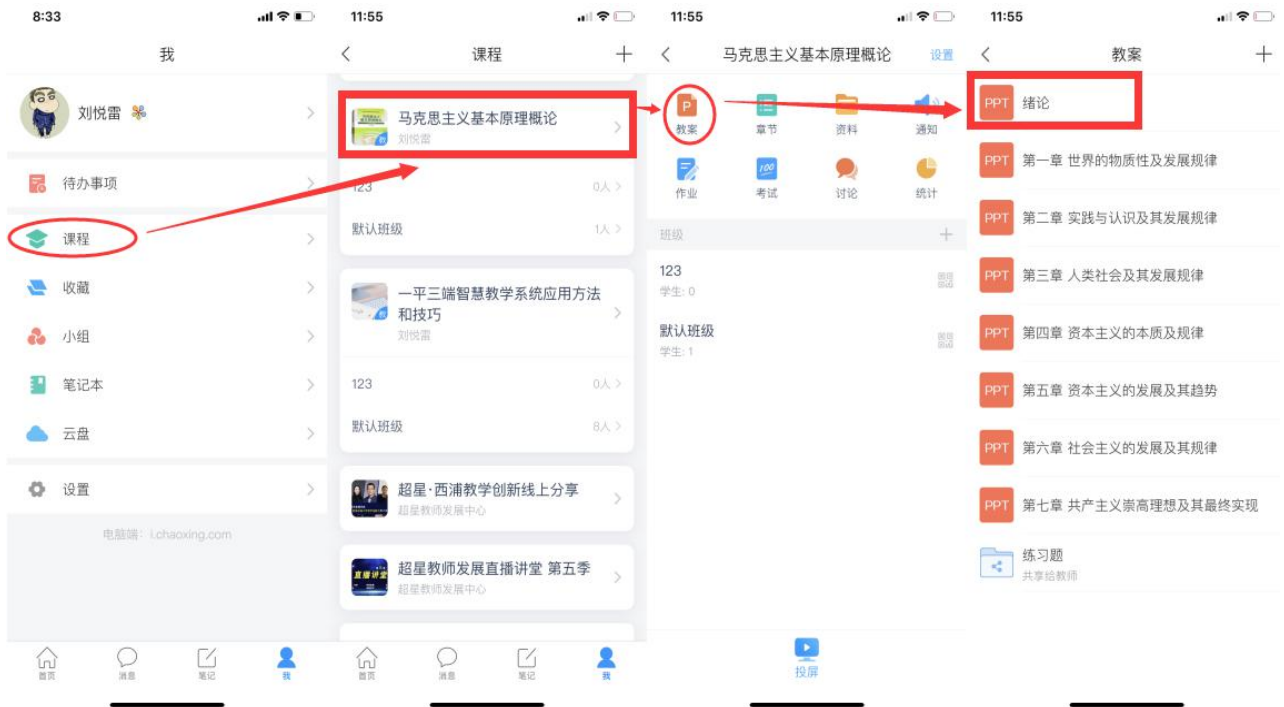 8:33
我
刘悦雷
待办事项
课程
收藏
小组
笔记本
云盘
设置
电脑端：i.chaoxing.com
首页
消息
笔记
我
11:55
课程
马克思主义基本原理概论
刘悦雷
123
0人
默认班级
1人
一平三端智慧教学系统应用方法
和技巧
刘悦雷
123
0人
默认班级
8人
超星·西浦教学创新线上分享
超星教师发展中心
直播讲堂
超星教师发展直播讲堂 第五季
超星教师发展中心
首页
消息
笔记
我
11:55
马克思主义基本原理概论
设置
P
教案
章节
资料
通知
100
作业
考试
讨论
统计
班级
123
学生: 0
默认班级
学生: 1
投屏
11:55
教案
PPT 绪论
PPT 第一章 世界的物质性及发展规律
PPT 第二章 实践与认识及其发展规律
PPT 第三章 人类社会及其发展规律
PPT 第四章 资本主义的本质及规律
PPT 第五章 资本主义的发展及其趋势
PPT 第六章 社会主义的发展及其规律
PPT 第七章 共产主义崇高理想及其最终实现
练习题
共享给教师